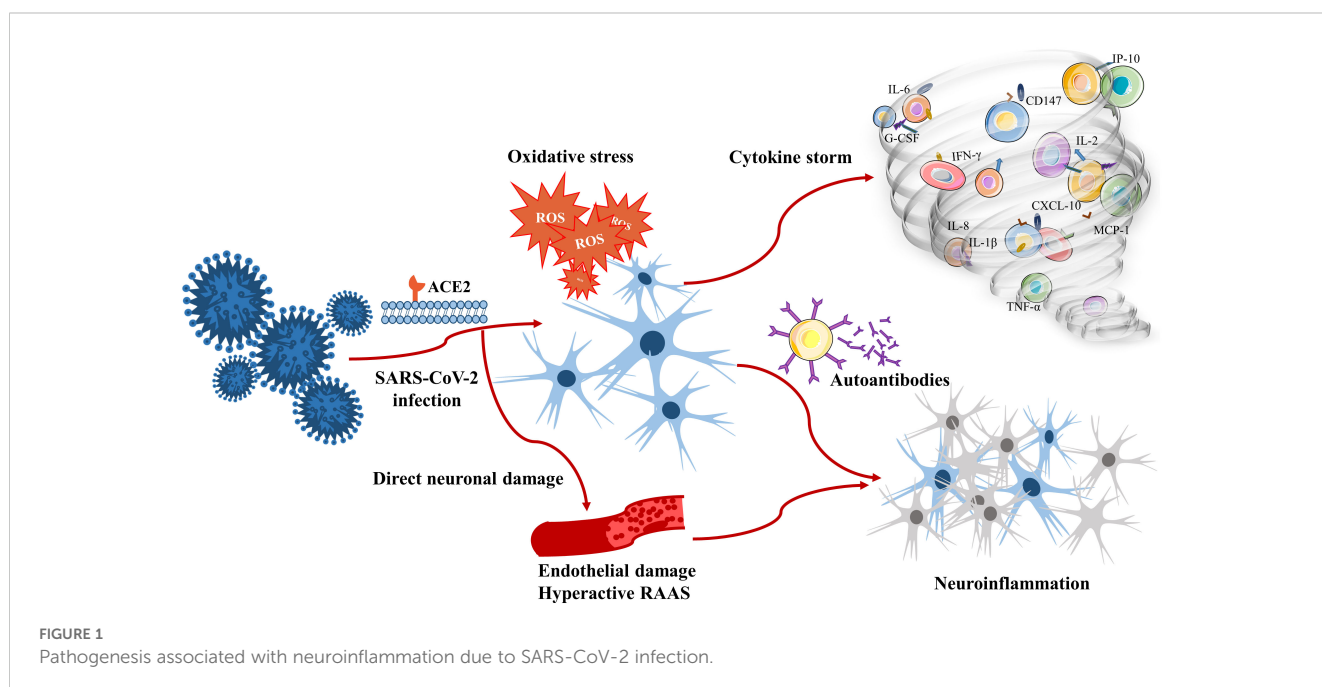 IP-10
IL-6
CD147
G-CSF
IL-2
IFN-γ
Oxidative stress
Cytokine storm
ROS
ROS
ROS
CXCL-10
IL-8
MCP-1
IL-1β
ACE2
TNF-α
SARS-CoV-2
infection
Autoantibodies
Direct neuronal damage
Endothelial damage
Hyperactive RAAS
Neuroinflammation
FIGURE 1
Pathogenesis associated with neuroinflammation due to SARS-CoV-2 infection.